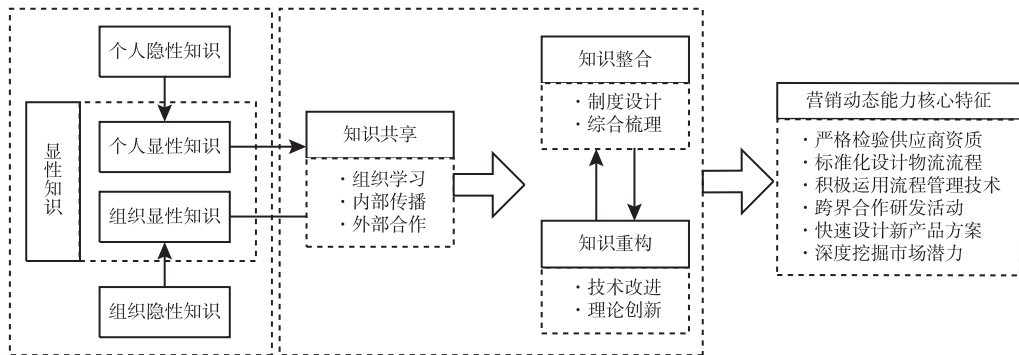 个人隐性知识
显性知识
个人显性知识
组织显性知识
组织隐性知识
知识共享
·组织学习
·内部传播
·外部合作
知识整合
·制度设计
·综合梳理
知识重构
·技术改进
·理论创新
营销动态能力核心特征
·严格检验供应商资质
·标准化设计物流流程
·积极运用流程管理技术
·跨界合作研发活动
·快速设计新产品方案
·深度挖掘市场潜力